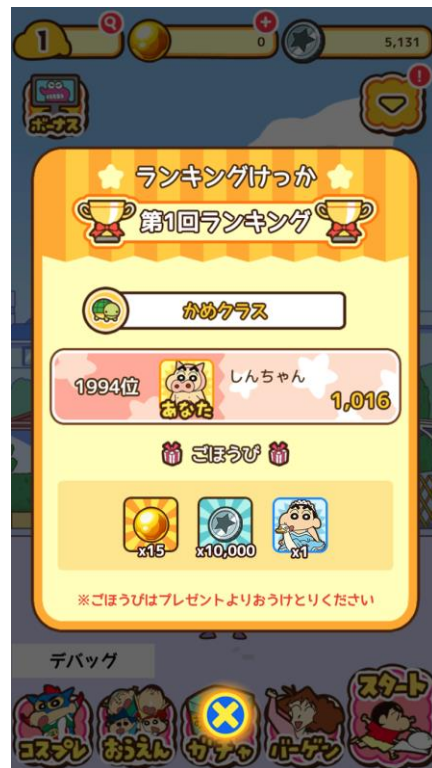 1
0
5,131
ボーナス
ランキングけっか
第1回ランキング
かめクラス
1994位
あなた
しんちゃん
1,016
ごほうび
x15
x10,000
x1
※ごほうびはプレゼントよりおうけとりください
デバッグ
コスプレ
おうえん
ガチャ
バーゲン
スタート